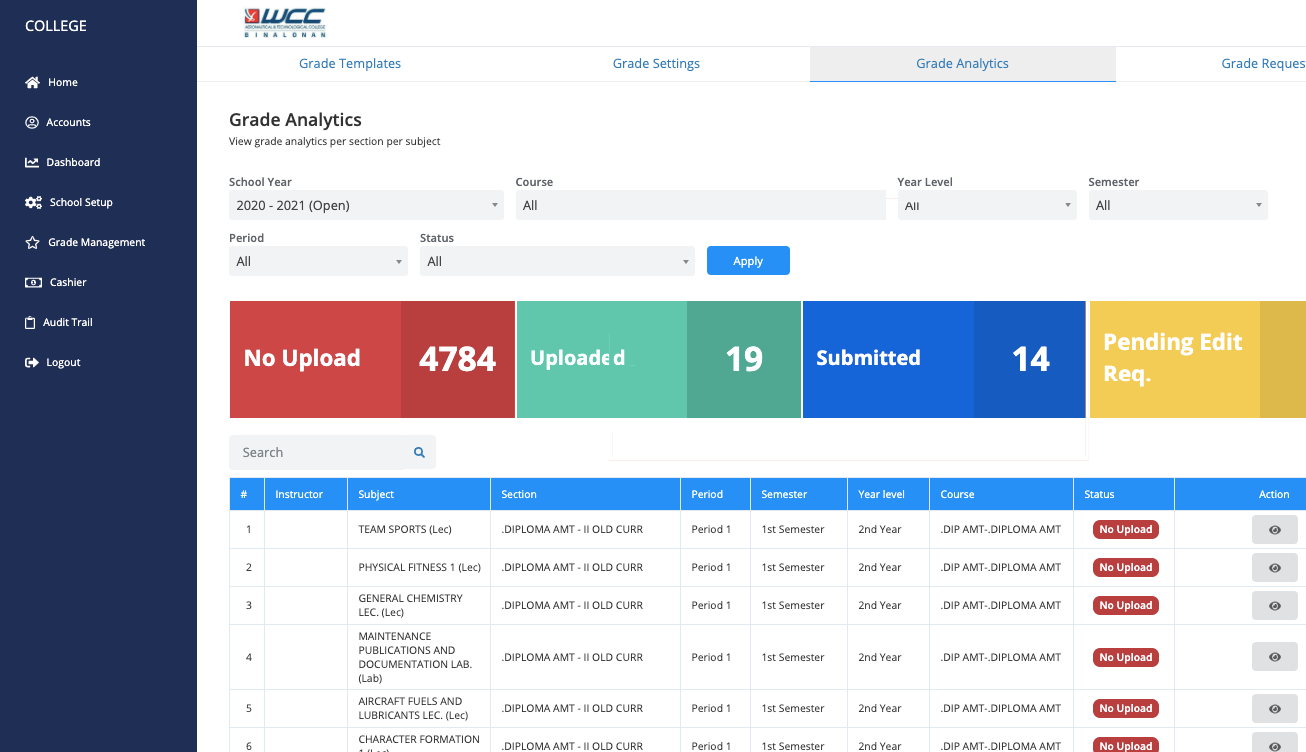 COLLEGE
Home
Accounts
Dashboard
School Setup
Grade Management
Cashier
Audit Trail
Logout
WCC
AERONAUTICAL & TECHNOLOGICAL COLLEGE
BINALONAN
Grade Templates Grade Settings Grade Analytics Grade Reques
Grade Analytics
View grade analytics per section per subject
School Year Course Year Level Semester
2020 - 2021 (Open) All All All
Period Status
All All Apply
No Upload 4784 Uploaded 19 Submitted 14 Pending Edit
Req.
Search
# Instructor Subject Section Period Semester Year level Course Status Action
1 TEAM SPORTS (Lec) .DIPLOMA AMT - II OLD CURR Period 1 1st Semester 2nd Year .DIP AMT-.DIPLOMA AMT No Upload
2 PHYSICAL FITNESS 1 (Lec) .DIPLOMA AMT - II OLD CURR Period 1 1st Semester 2nd Year .DIP AMT-.DIPLOMA AMT No Upload
GENERAL CHEMISTRY
3 LEC. (Lec) .DIPLOMA AMT - II OLD CURR Period 1 1st Semester 2nd Year .DIP AMT-.DIPLOMA AMT No Upload
MAINTENANCE
PUBLICATIONS AND
4 DOCUMENTATION LAB. .DIPLOMA AMT - II OLD CURR Period 1 1st Semester 2nd Year .DIP AMT-.DIPLOMA AMT No Upload
(Lab)
AIRCRAFT FUELS AND
5 LUBRICANTS LEC. (Lec) .DIPLOMA AMT - II OLD CURR Period 1 1st Semester 2nd Year .DIP AMT-.DIPLOMA AMT No Upload
CHARACTER FORMATION
6 1 (Lec) .DIPLOMA AMT - II OLD CURR Period 1 1st Semester 2nd Year .DIP AMT-.DIPLOMA AMT No Upload